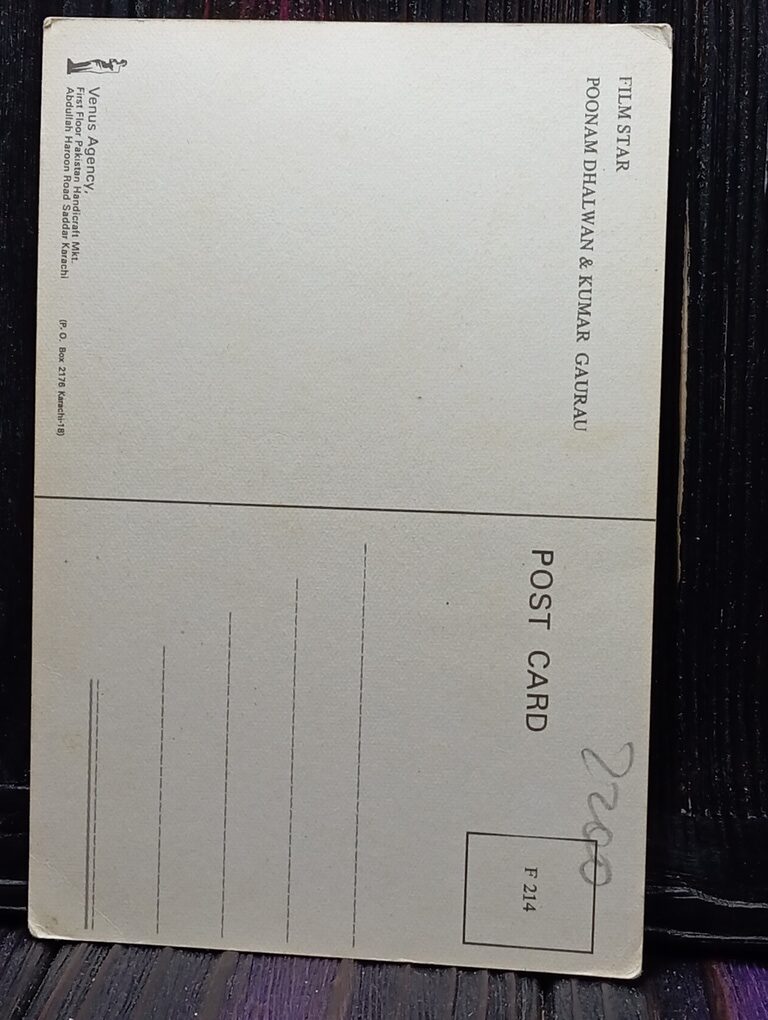 FILM STAR
POONAM DHALWAN & KUMAR GAURAU
Venus Agency,
First Floor Pakistan Handicraft Mkt.
Abdullah Haroon Road Saddar Karachi
(P. O. Box 2176 Karachi-18)
POST CARD
F 214